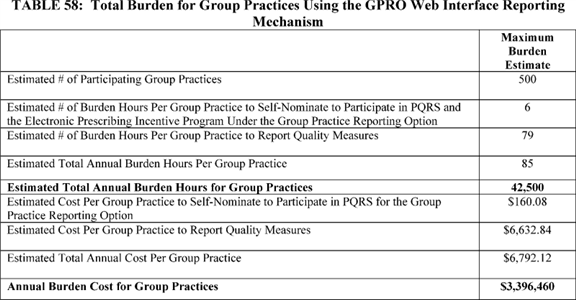 TABLE 58: Total Burden for Group Practices Using the GPRO Web Interface Reporting
Mechanism
Maximum
Burden
Estimate
Estimated # of Participating Group Practices 500
Estimated # of Burden Hours Per Group Practice to Self-Nominate to Participate in PQRS and 6
the Electronic Prescribing Incentive Program Under the Group Practice Reporting Option
Estimated # of Burden Hours Per Group Practice to Report Quality Measures 79
Estimated Total Annual Burden Hours Per Group Practice 85
Estimated Total Annual Burden Hours for Group Practices 42,500
Estimated Cost Per Group Practice to Self-Nominate to Participate in PQRS for the Group $160.08
Practice Reporting Option
Estimated Cost Per Group Practice to Report Quality Measures $6,632.84
Estimated Total Annual Cost Per Group Practice $6,792.12
Annual Burden Cost for Group Practices $3,396,460